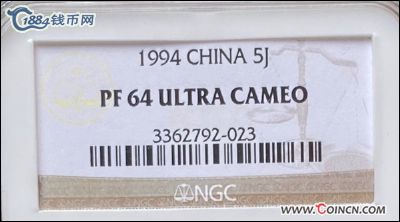 1884钱币网
1994 CHINA 5J
PF 64 ULTRA CAMEO
3362792-023
NGC
www.COINCN.com